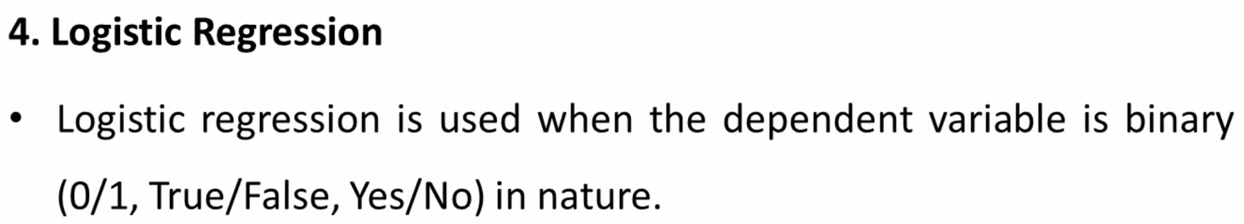 4. Logistic Regression
• Logistic regression is used when the dependent variable is binary
(0/1, True/False, Yes/No) in nature.